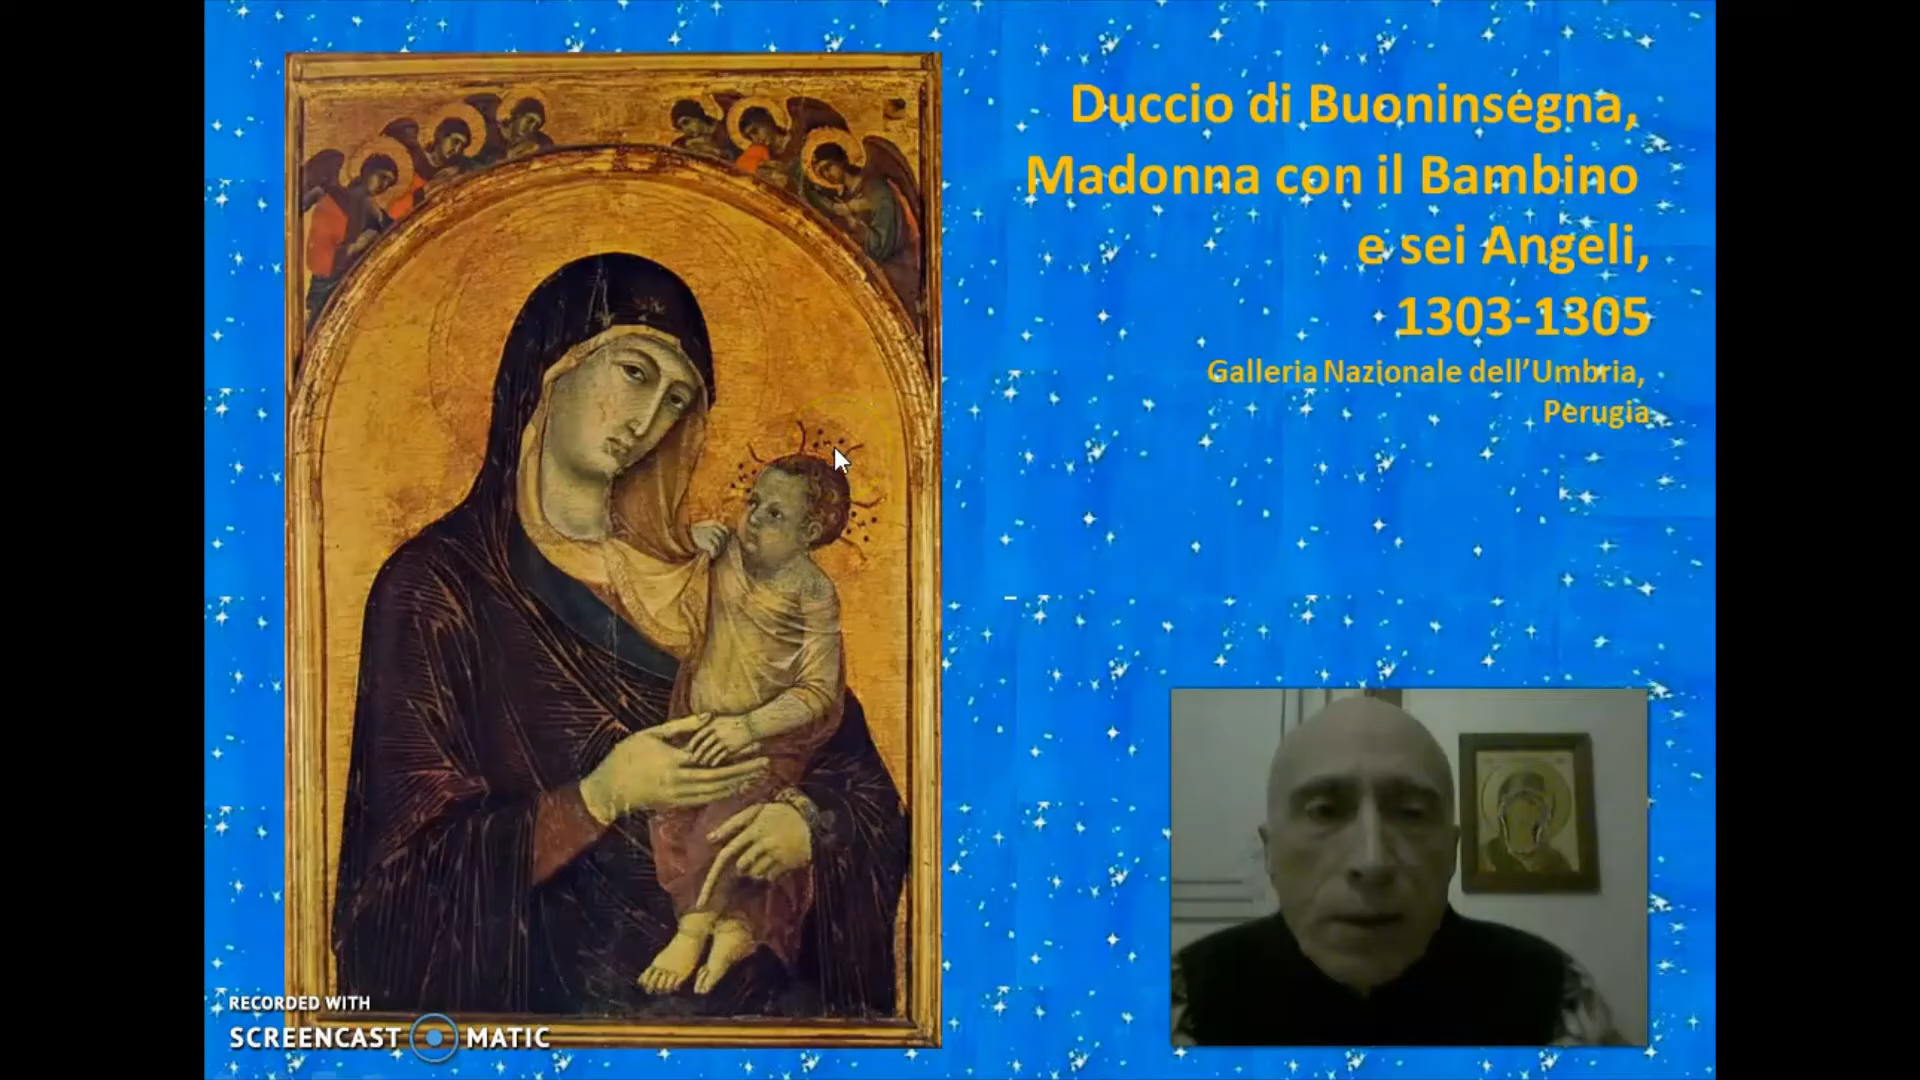 Duccio di Buoninsegna,
Madonna con il Bambino
e sei Angeli,
1303-1305
Galleria Nazionale dell’Umbria,
Perugia
RECORDED WITH
SCREENCAST MATIC